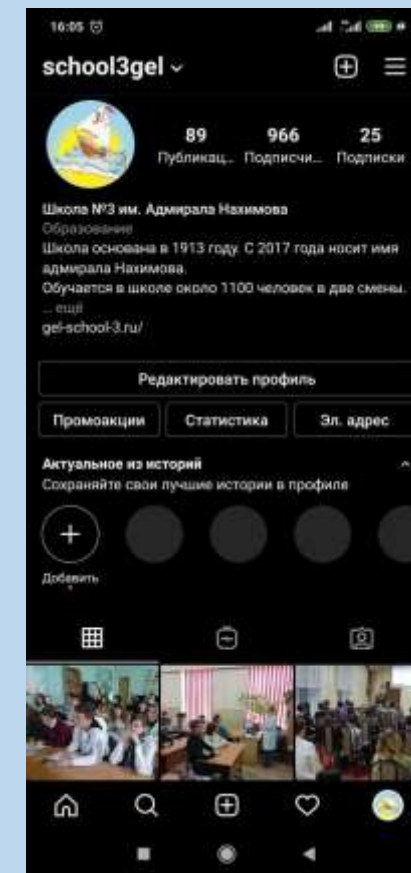 16:05
school3gel
89 966 25
Публикац... Подписчи... Подписки
Школа №3 им. Адмирала Нахимова
Образование
Школа основана в 1913 году. С 2017 года носит имя
адмирала Нахимова.
Обучается в школе около 1100 человек в две смены.
... ещё
gel-school-3.ru/
Редактировать профиль
Промоакции Статистика Эл. адрес
Актуальное из историй
Сохраняйте свои лучшие истории в профиле
Добавить